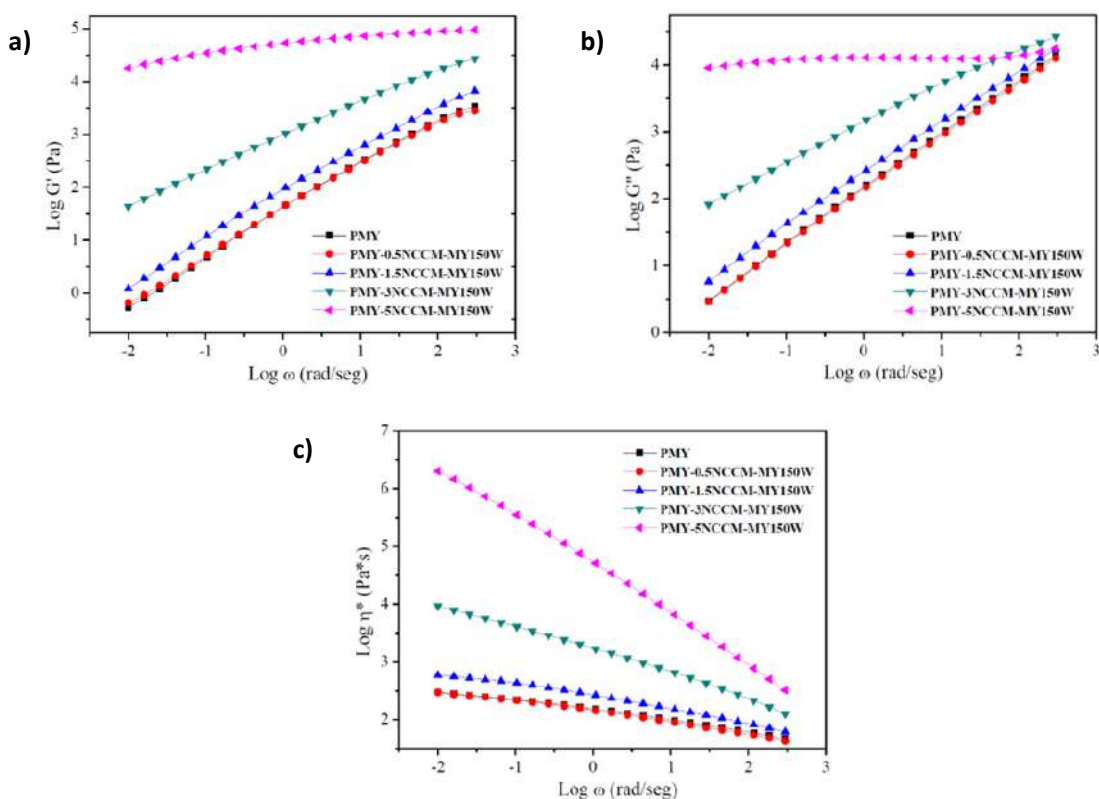 a)
5
4
3
2
1
0
Log G' (Pa)
-2
-1
0
1
2
3
Log ω (rad/seg)
PMY
PMY-0.5NCCM-MY150W
PMY-1.5NCCM-MY150W
PMY-3NCCM-MY150W
PMY-5NCCM-MY150W
b)
4
3
2
1
0
Log G" (Pa)
-2
-1
0
1
2
3
Log ω (rad/seg)
PMY
PMY-0.5NCCM-MY150W
PMY-1.5NCCM-MY150W
PMY-3NCCM-MY150W
PMY-5NCCM-MY150W
c)
7
6
5
4
3
2
Log η* (Pa*s)
-2
-1
0
1
2
3
Log ω (rad/seg)
PMY
PMY-0.5NCCM-MY150W
PMY-1.5NCCM-MY150W
PMY-3NCCM-MY150W
PMY-5NCCM-MY150W